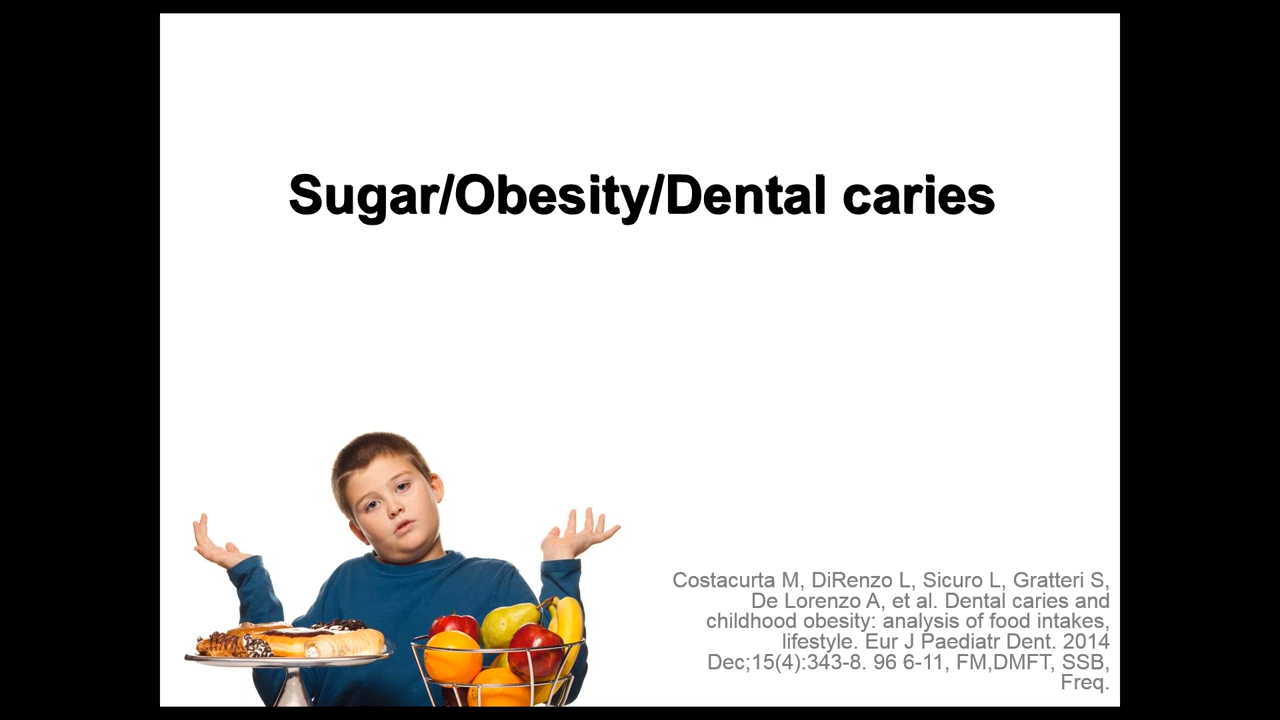 Sugar/Obesity/Dental caries
Costacurta M, DiRenzo L, Sicuro L, Gratteri S,
De Lorenzo A, et al. Dental caries and
childhood obesity: analysis of food intakes,
lifestyle. Eur J Paediatr Dent. 2014
Dec;15(4):343-8. 96 6-11, FM,DMFT, SSB,
Freq.